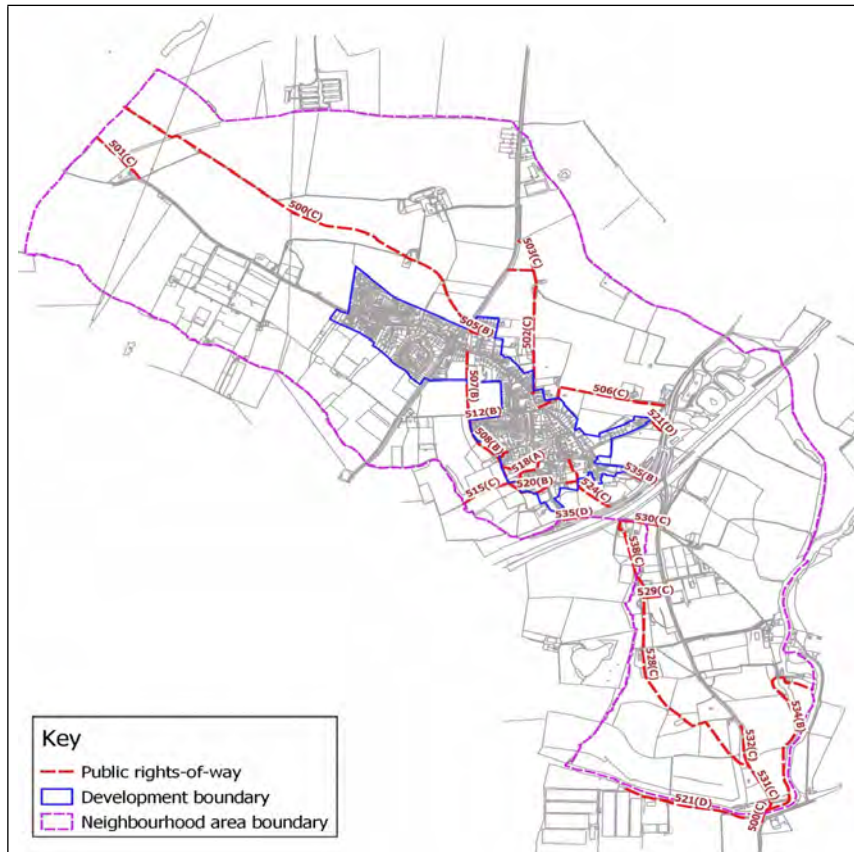 501(C)
500(C)
503(C)
505(B)
502(C)
507(B)
506(C)
512(B)
521(D)
508(B)
518(A)
535(B)
515(C)
520(B)
524(C)
535(D)
530(C)
538(C)
529(C)
528(C)
534(B)
532(C)
531(C)
521(D)
500(C)
Key
Public rights-of-way
Development boundary
Neighbourhood area boundary